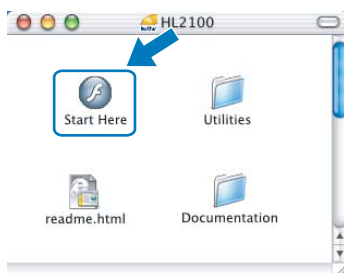 HL2100
Start Here
Utilities
readme.html
Documentation